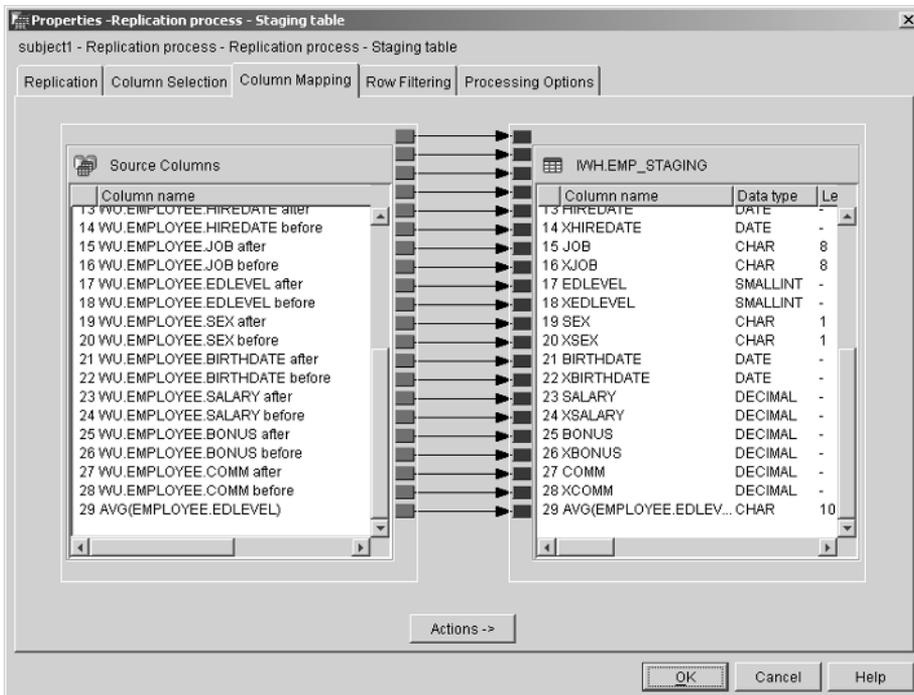 Properties -Replication process - Staging table
subject1 - Replication process - Replication process - Staging table
Replication Column Selection Column Mapping Row Filtering Processing Options
Source Columns
Column name
13 WU.EMPLOYEE.HIREDATE after
14 WU.EMPLOYEE.HIREDATE before
15 WU.EMPLOYEE.JOB after
16 WU.EMPLOYEE.JOB before
17 WU.EMPLOYEE.EDLEVEL after
18 WU.EMPLOYEE.EDLEVEL before
19 WU.EMPLOYEE.SEX after
20 WU.EMPLOYEE.SEX before
21 WU.EMPLOYEE.BIRTHDATE after
22 WU.EMPLOYEE.BIRTHDATE before
23 WU.EMPLOYEE.SALARY after
24 WU.EMPLOYEE.SALARY before
25 WU.EMPLOYEE.BONUS after
26 WU.EMPLOYEE.BONUS before
27 WU.EMPLOYEE.COMM after
28 WU.EMPLOYEE.COMM before
29 AVG(EMPLOYEE.EDLEVEL)
IWH.EMP_STAGING
Column name Data type Le
13 HIREDATE DATE -
14 XHIREDATE DATE -
15 JOB CHAR 8
16 XJOB CHAR 8
17 EDLEVEL SMALLINT -
18 XEDLEVEL SMALLINT -
19 SEX CHAR 1
20 XSEX CHAR 1
21 BIRTHDATE DATE -
22 XBIRTHDATE DATE -
23 SALARY DECIMAL -
24 XSALARY DECIMAL -
25 BONUS DECIMAL -
26 XBONUS DECIMAL -
27 COMM DECIMAL -
28 XCOMM DECIMAL -
29 AVG(EMPLOYEE.EDLEV... CHAR 10
Actions ->
OK Cancel Help